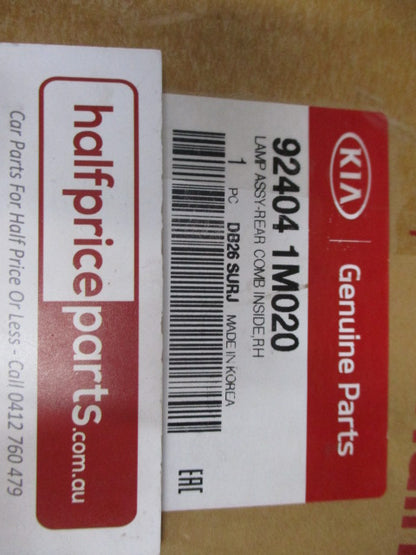 KIA
Genuine Parts
92404 1M020
LAMP ASSY-REAR COMB INSIDE,RH
1 PC DB26 SURJ MADE IN KOREA
EAC
halfpriceparts.com.au
Car Parts For Half Price Or Less - Call 0412 760 479